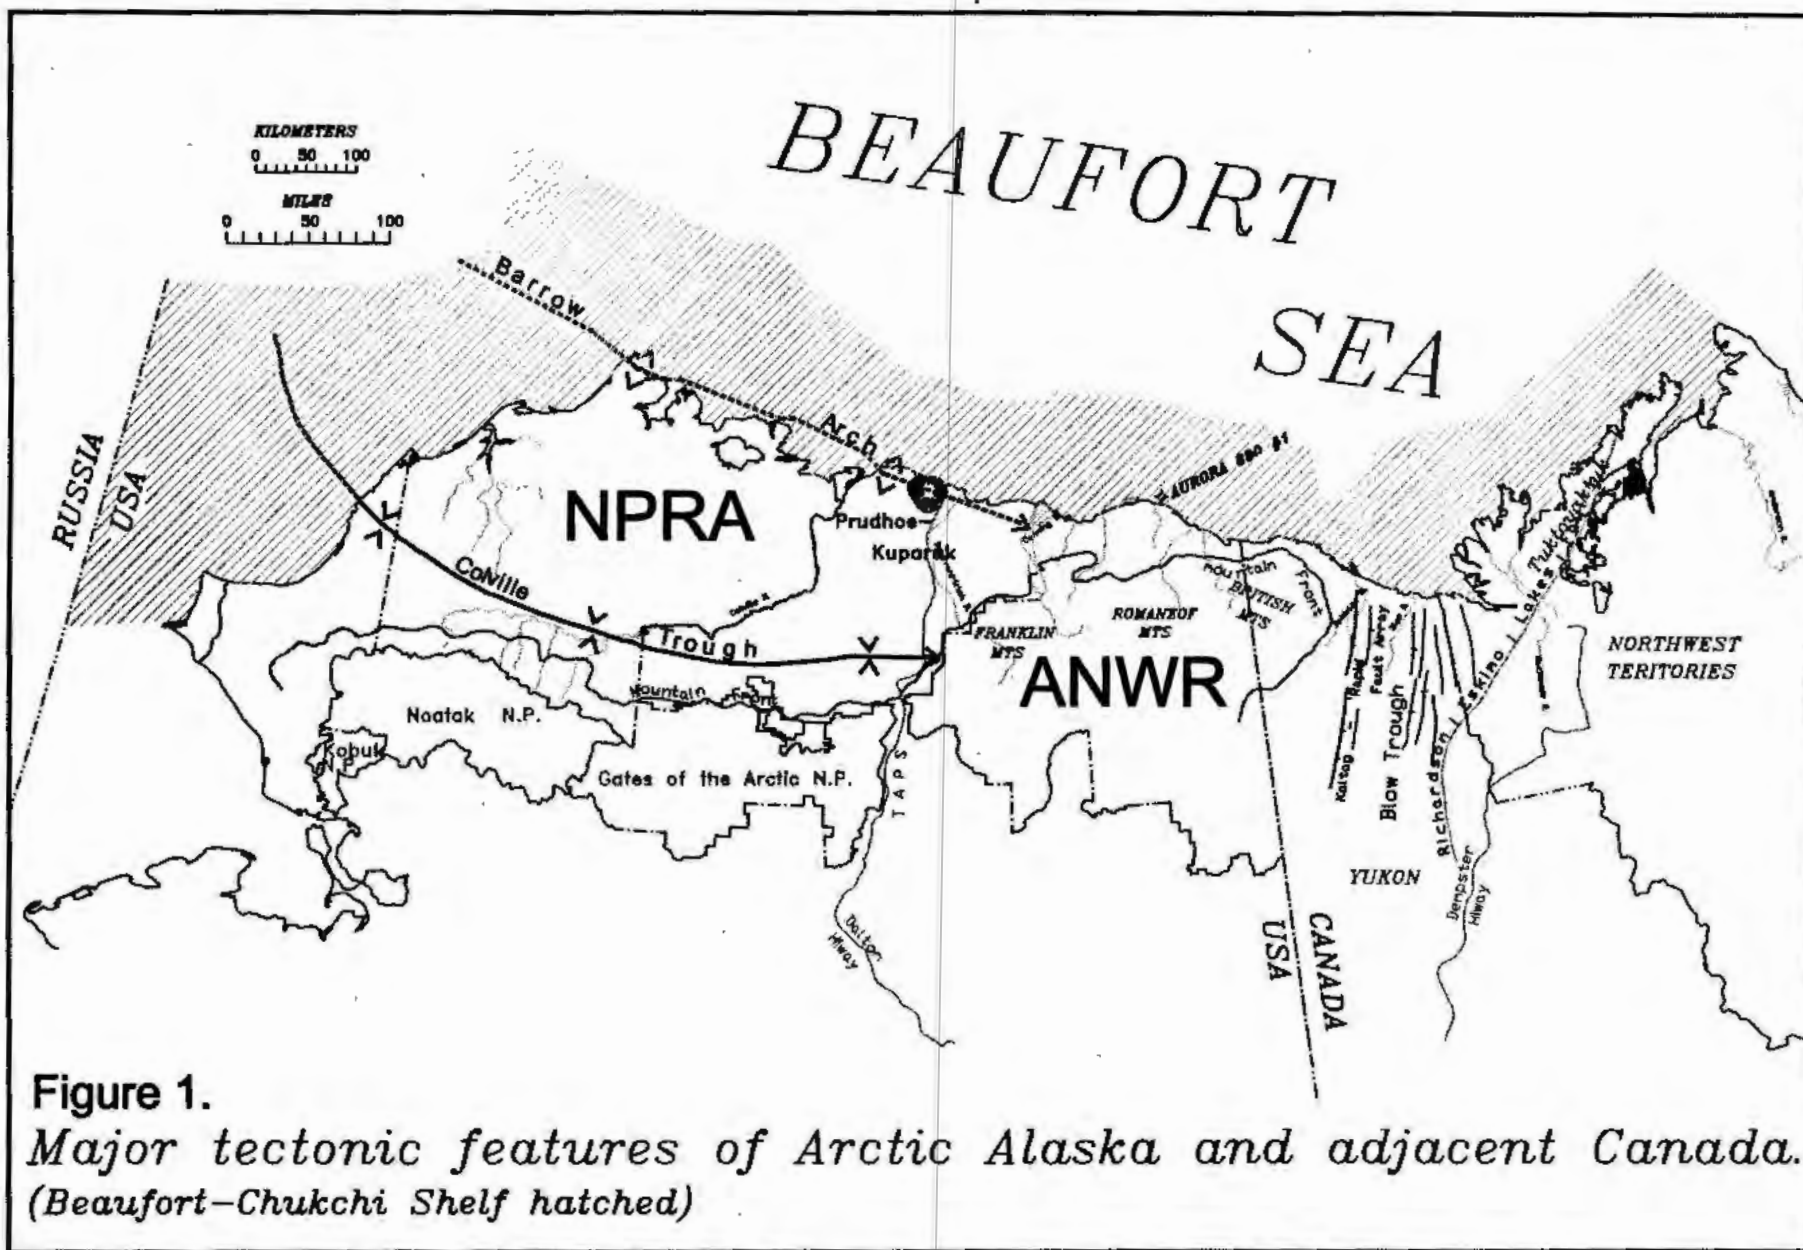 BEAUFORT
SEA
KILOMETERS
0 50 100
MILES
0 50 100
Barrow
Arch
RUSSIA
USA
NPRA
AURORA
Prudhoe
Kuparuk
Colville
Trough
Mountain Front
BRITISH
MTS
ROMANZOF
MTS
FRANKLIN
MTS
ANWR
NORTHWEST
TERITORIES
Tuktoyaktuk
Eskimo Lakes
Richardson
Rapid
Fault Array
Kaltag
Blow Trough
Mountain Front
Noatak N.P.
Kobuk
Gates of the Arctic N.P.
TAPS
YUKON
Dempster
Hiway
Dalton
Hiway
USA
CANADA
Figure 1.
Major tectonic features of Arctic Alaska and adjacent Canada.
(Beaufort-Chukchi Shelf hatched)